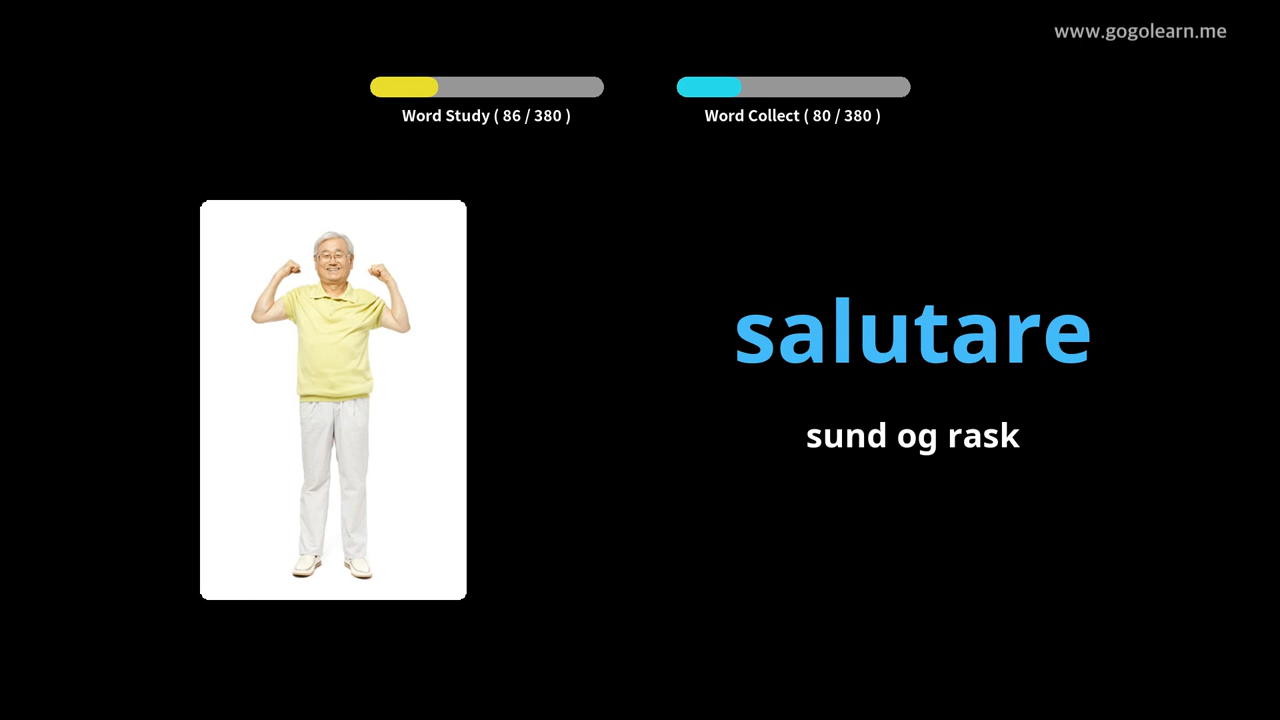 www.gogolearn.me
Word Study ( 86 / 380 )
Word Collect ( 80 / 380 )
salutare
sund og rask